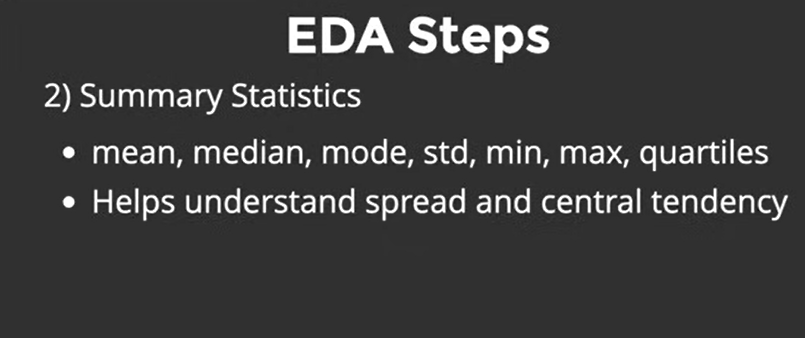 EDA Steps
2) Summary Statistics
• mean, median, mode, std, min, max, quartiles
• Helps understand spread and central tendency